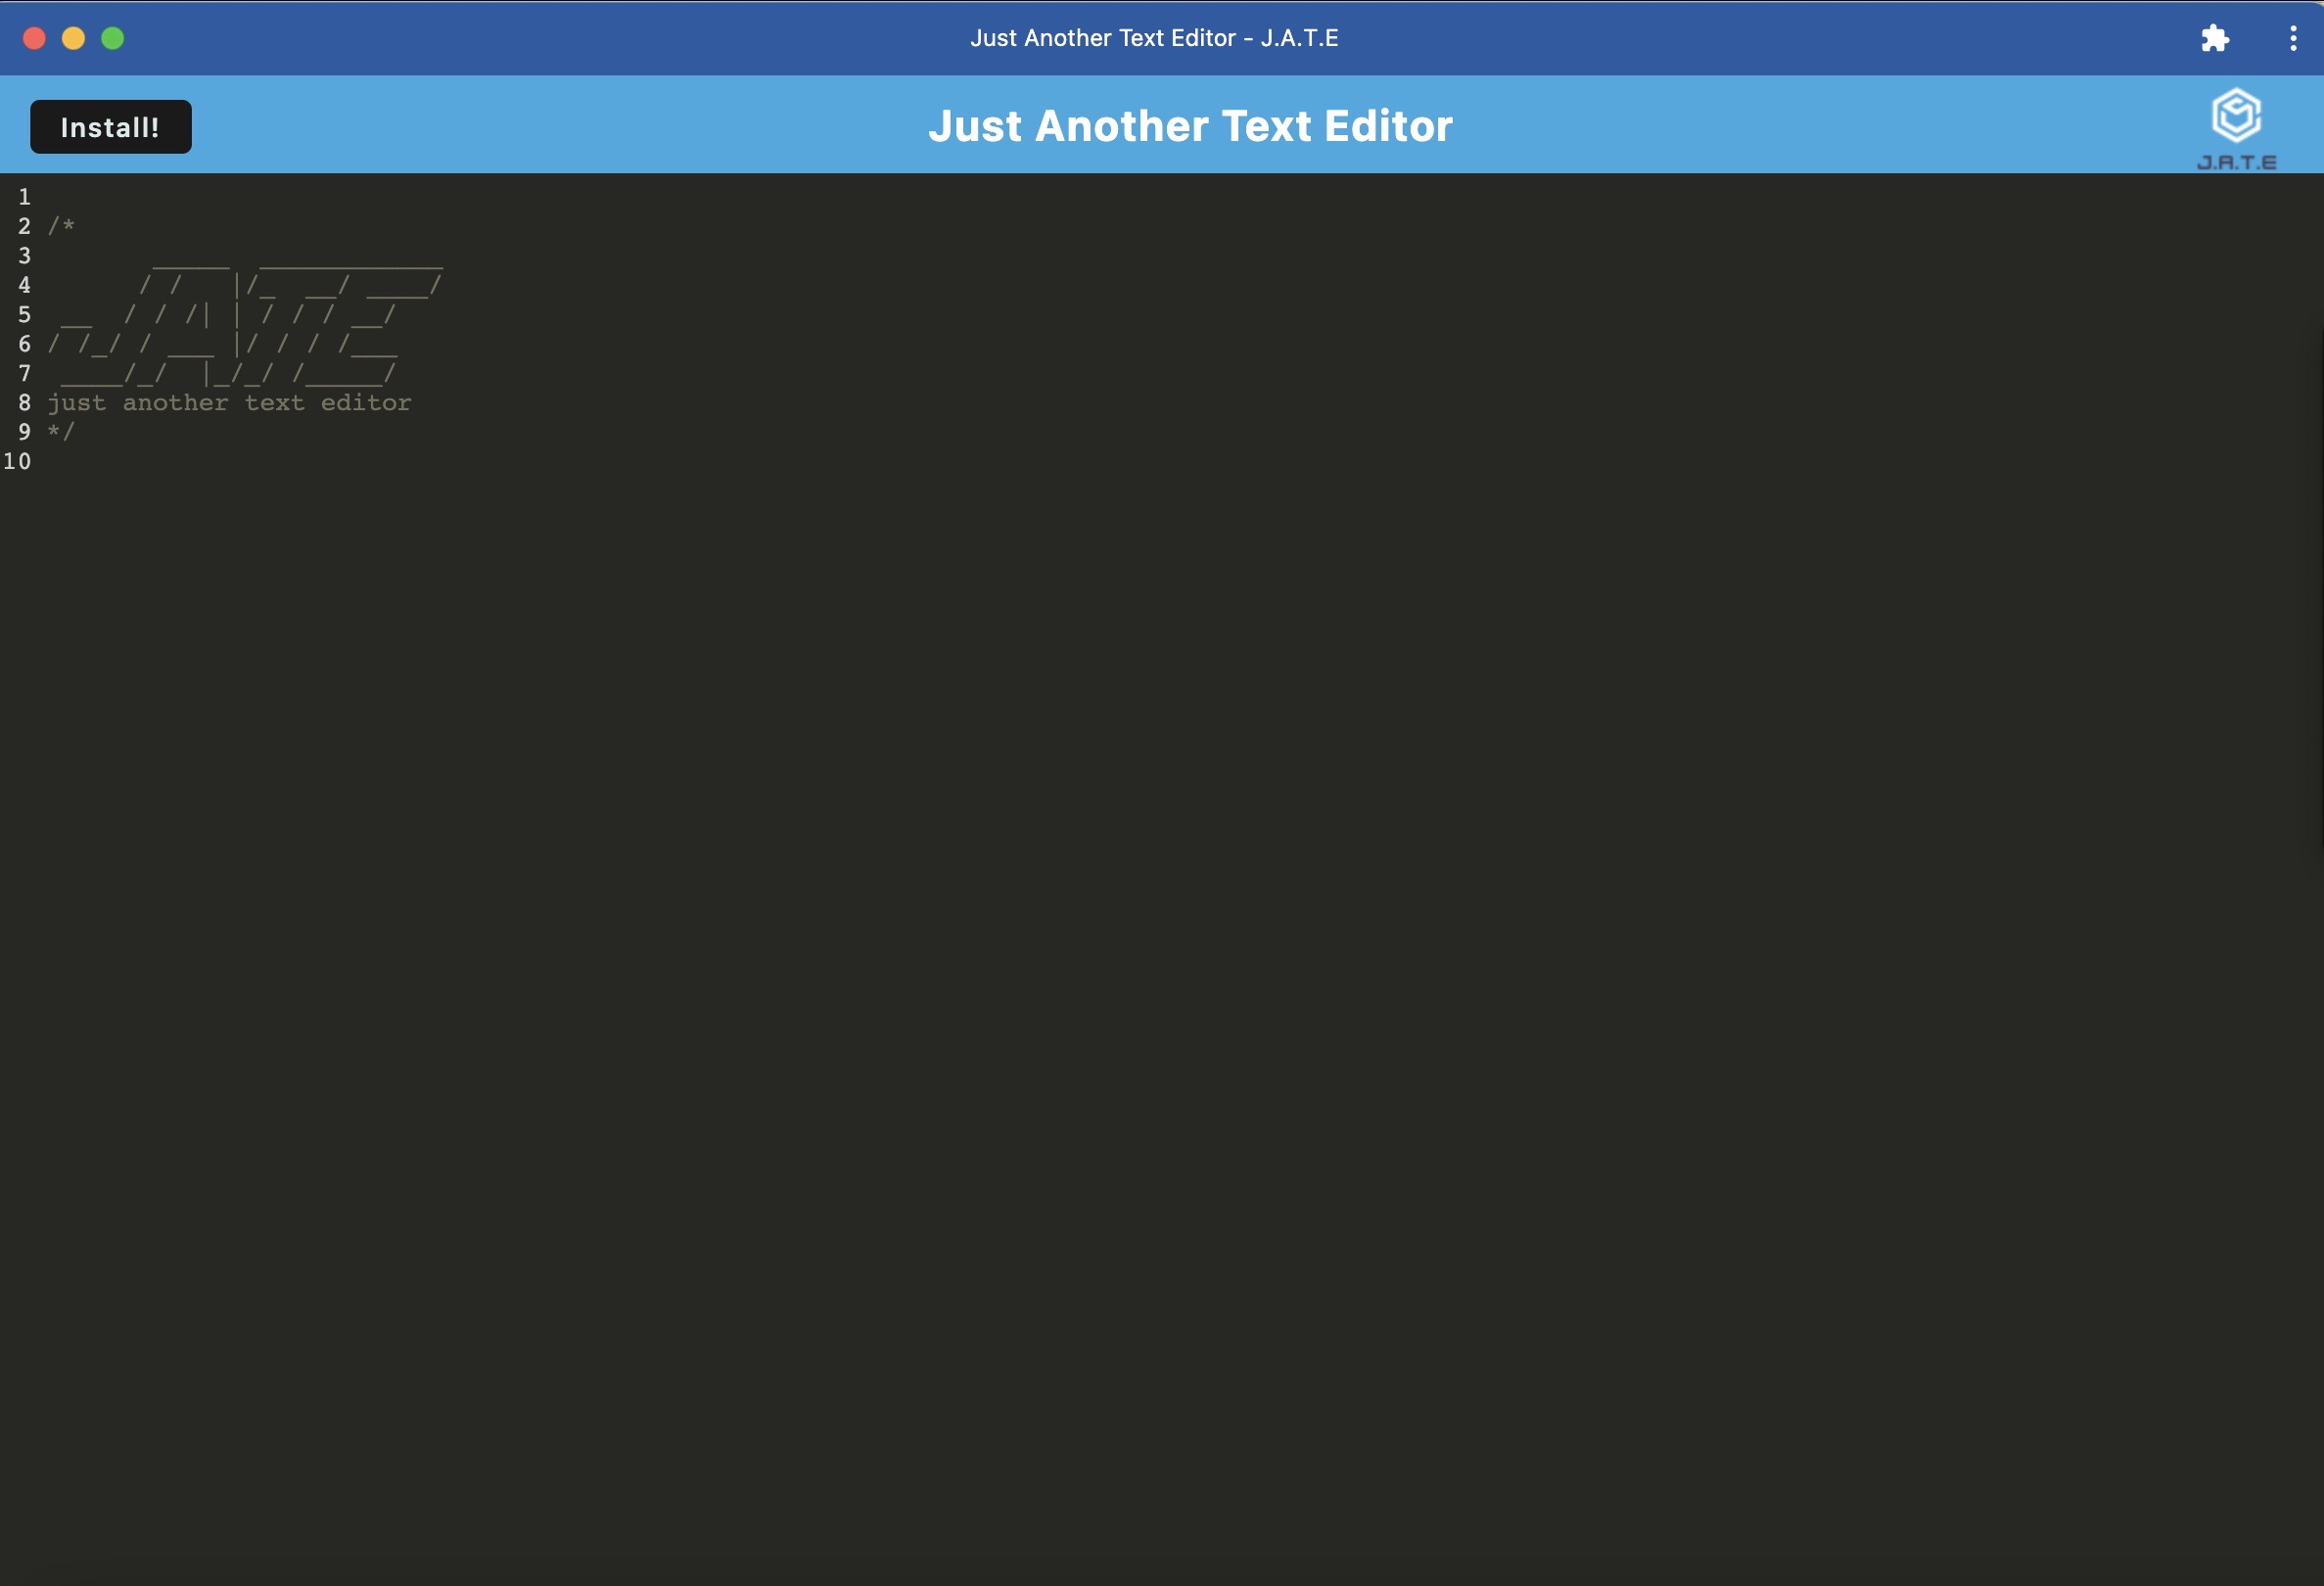 Just Another Text Editor - J.A.T.E
Install!
Just Another Text Editor
J.A.T.E
1
2 /*
3        _____  ____________
4       / /   |/_  __/ ____/
5  __  / / /| | / / / __/
6 / /_/ / ___ |/ / / /___
7  ____/_/  |_/_/ /_____/
8 just another text editor
9 */
10